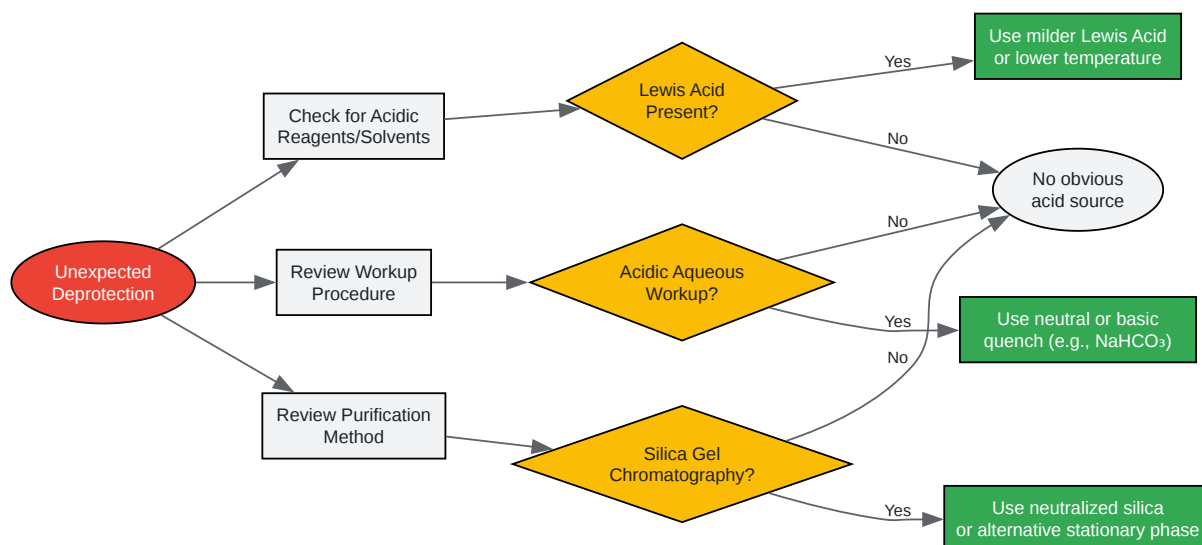 Unexpected
Deprotection
Check for Acidic
Reagents/Solvents
Lewis Acid
Present?
Yes
Use milder Lewis Acid
or lower temperature
No
No obvious
acid source
Review Workup
Procedure
Acidic Aqueous
Workup?
No
Yes
Use neutral or basic
quench (e.g., NaHCO₃)
Review Purification
Method
Silica Gel
Chromatography?
No
Yes
Use neutralized silica
or alternative stationary phase